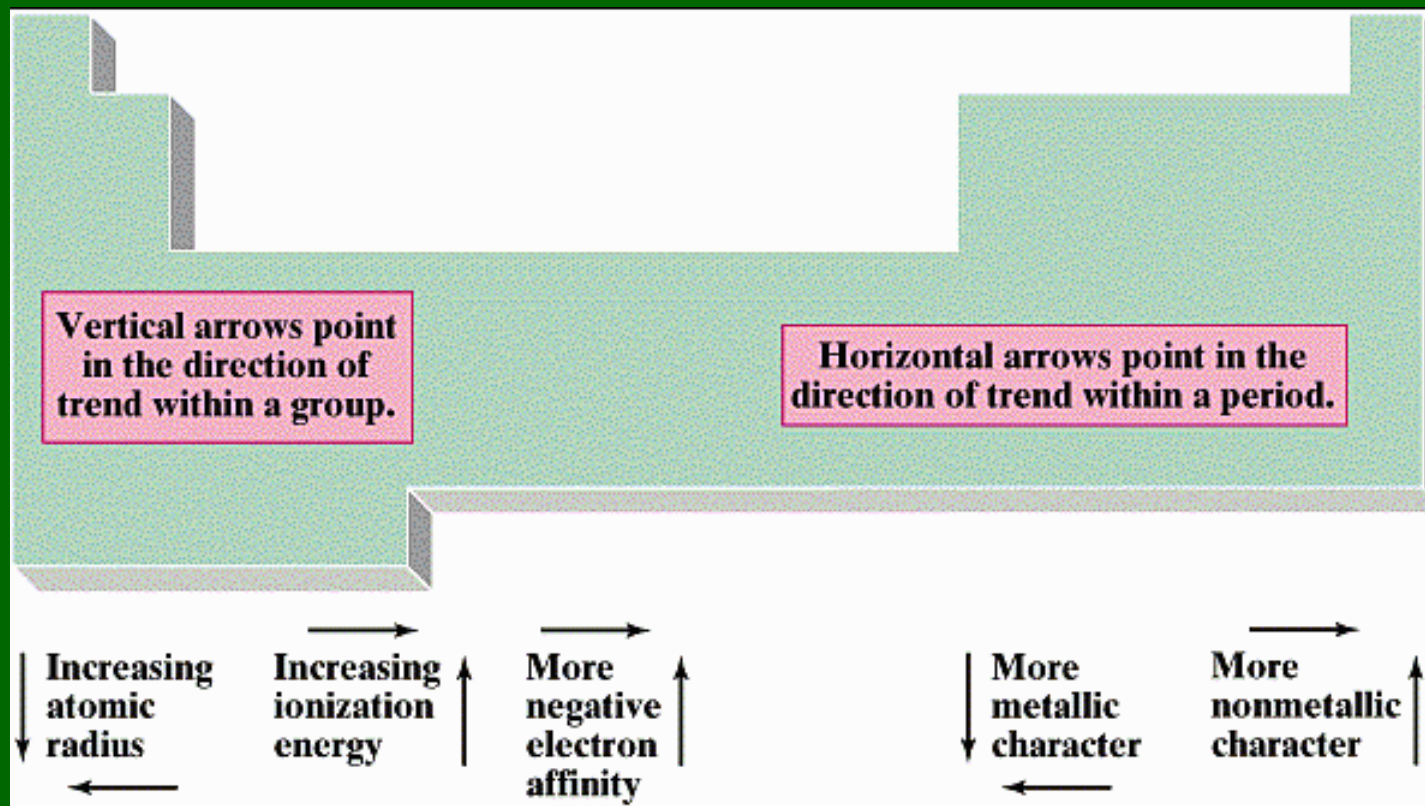 Vertical arrows point
in the direction of
trend within a group.
Horizontal arrows point in the
direction of trend within a period.
Increasing
atomic
radius
Increasing
ionization
energy
More
negative
electron
affinity
More
metallic
character
More
nonmetallic
character